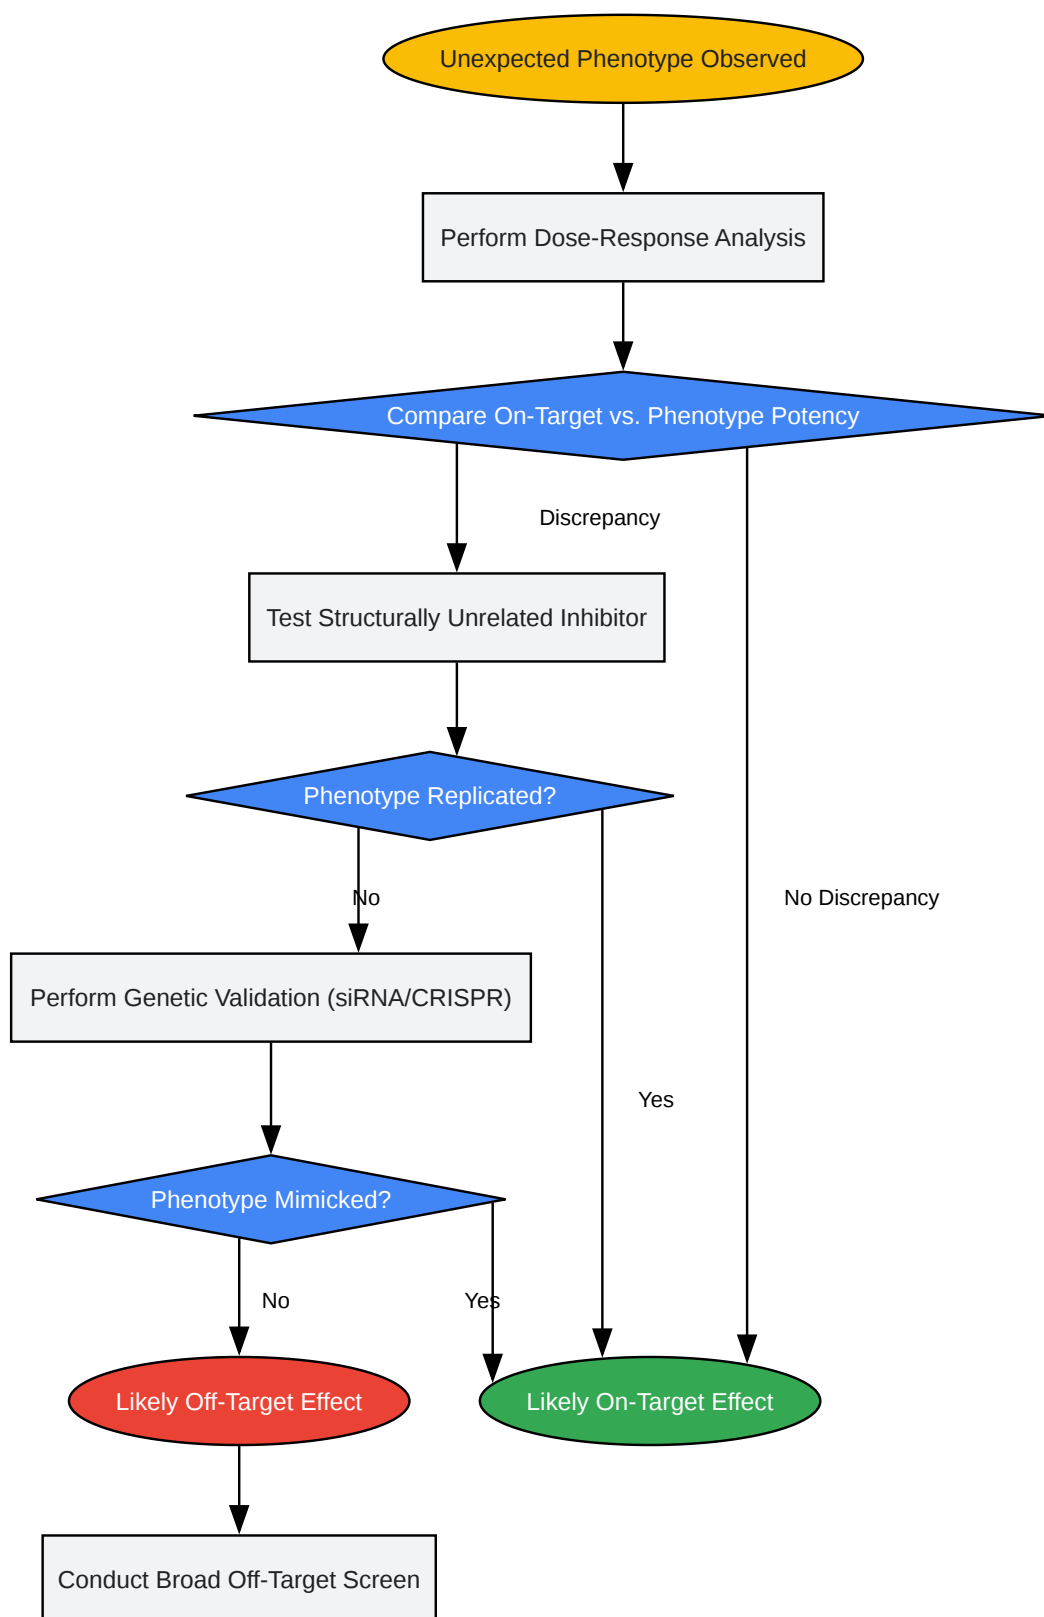 Unexpected Phenotype Observed
Perform Dose-Response Analysis
Compare On-Target vs. Phenotype Potency
Discrepancy
Test Structurally Unrelated Inhibitor
Phenotype Replicated?
No
No Discrepancy
Perform Genetic Validation (siRNA/CRISPR)
Yes
Phenotype Mimicked?
No
Yes
Likely Off-Target Effect
Likely On-Target Effect
Conduct Broad Off-Target Screen